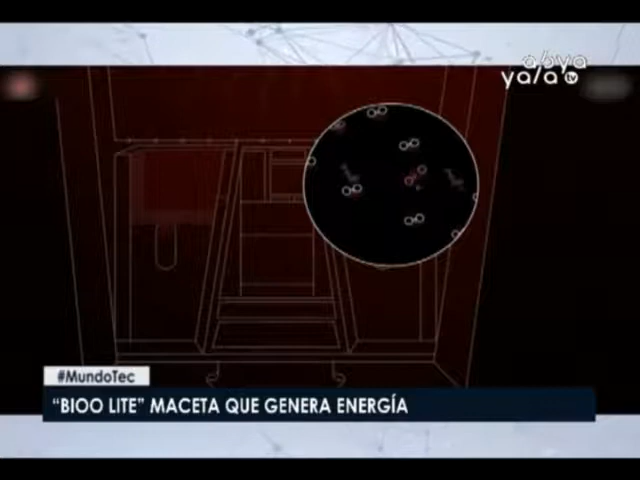 abya
yala tv
#MundoTec
“BIOO LITE” MACETA QUE GENERA ENERGÍA